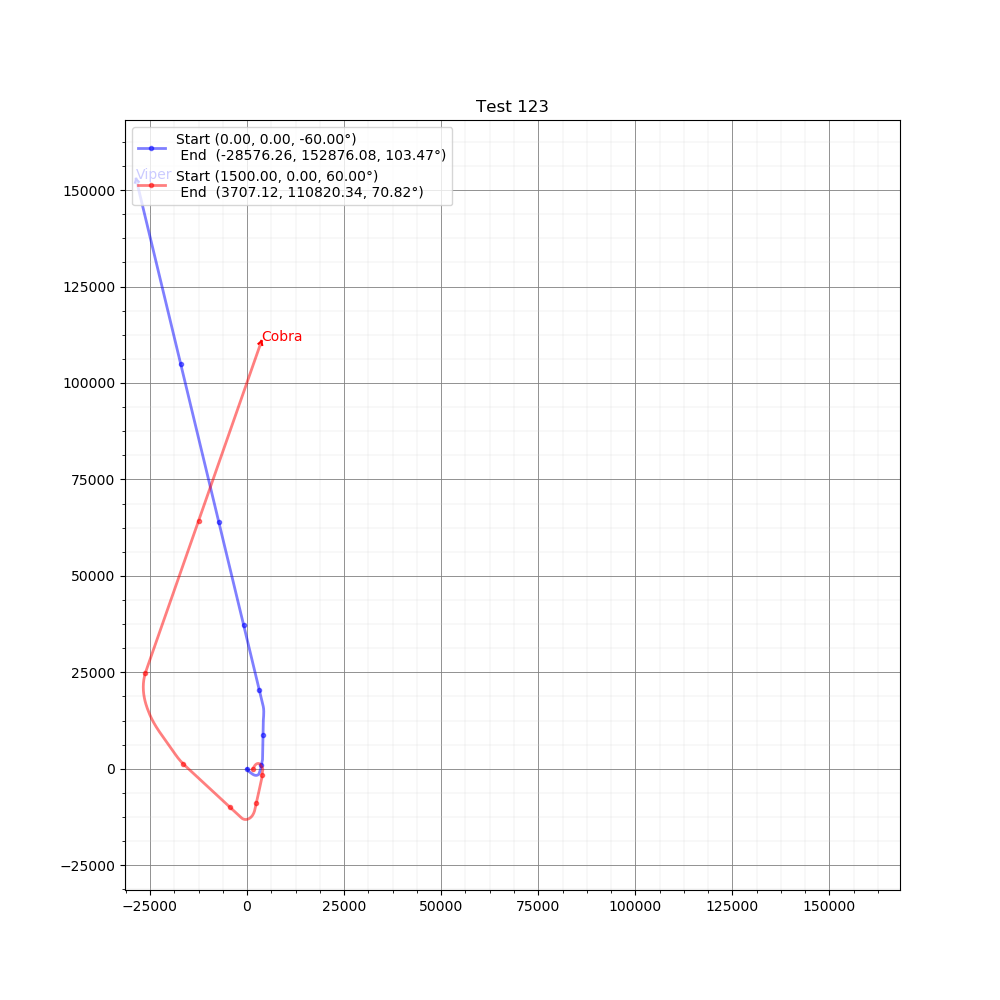 Test 123
Start (0.00, 0.00, -60.00°)
End  (-28576.26, 152876.08, 103.47°)
Start (1500.00, 0.00, 60.00°)
End  (3707.12, 110820.34, 70.82°)
Viper
Cobra
150000
125000
100000
75000
50000
25000
0
−25000
−25000 0 25000 50000 75000 100000 125000 150000